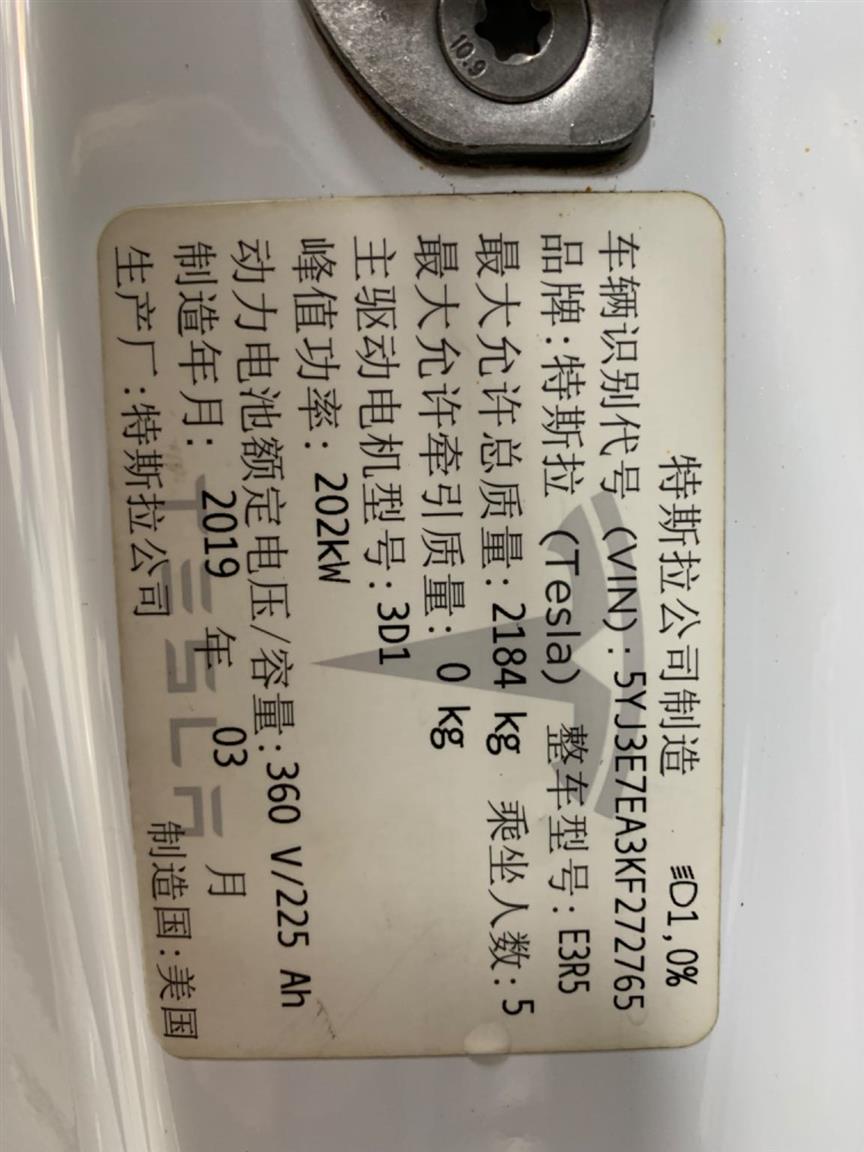 10.9
特斯拉公司制造 1,0%
车辆识别代号 (VIN): 5YJ3E7EA3KF272765
品牌:特斯拉 (Tesla) 整车型号: E3R5
最大允许总质量: 2184 kg 乘坐人数: 5
最大允许牵引质量: 0 kg
主驱动电机型号: 3D1
峰值功率: 202kW
动力电池额定电压/容量: 360 V/225 Ah
制造年月: 2019 年 03 月
生产厂:特斯拉公司 制造国:美国
TESLA